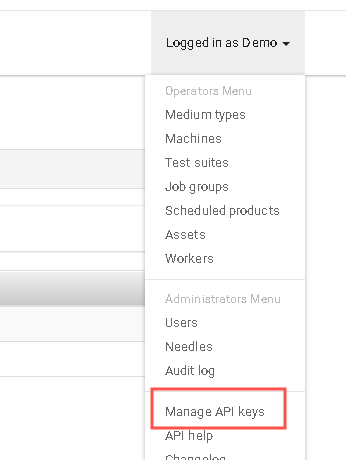 Logged in as Demo
Operators Menu
Medium types
Machines
Test suites
Job groups
Scheduled products
Assets
Workers
Administrators Menu
Users
Needles
Audit log
Manage API keys
API help
Changelog